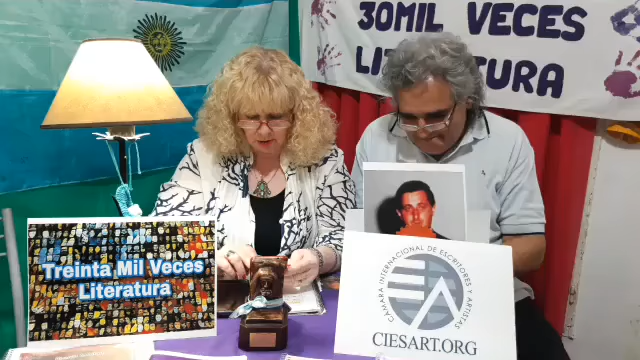 30MIL VECES
LITERATURA
Treinta Mil Veces
Literatura
CÁMARA INTERNACIONAL DE ESCRITORES Y ARTISTAS
CIESART.ORG